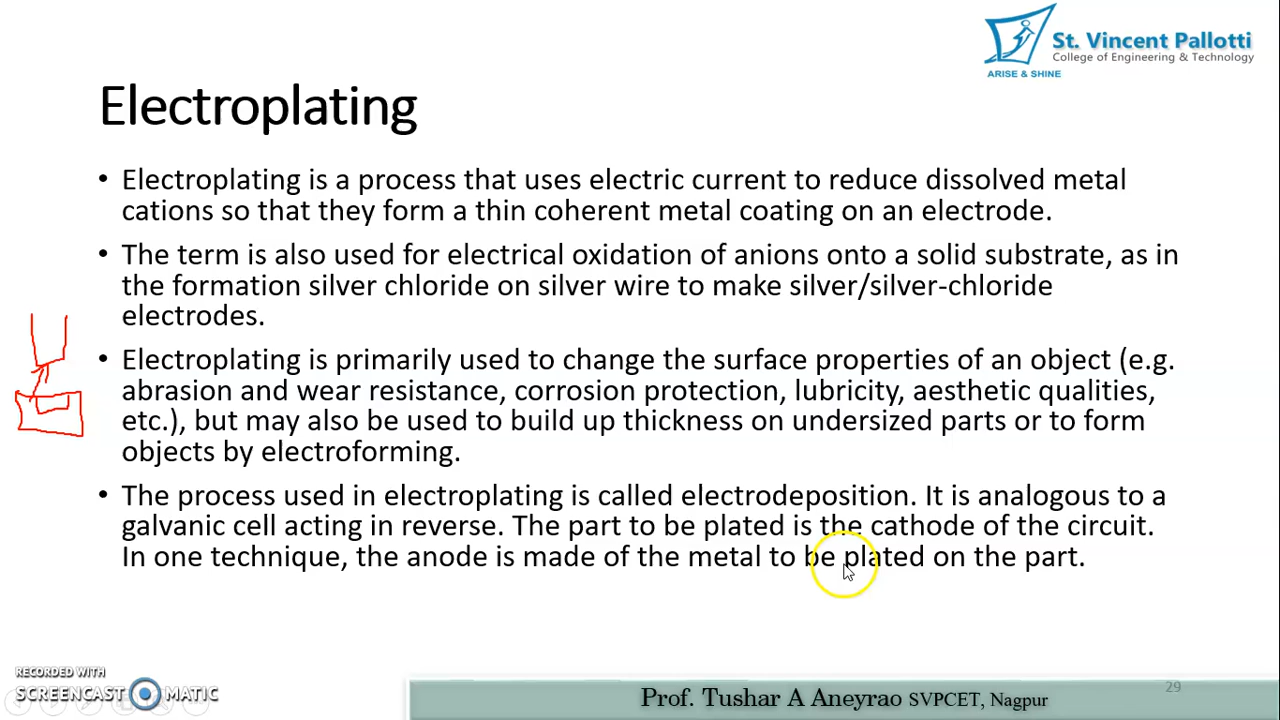 St. Vincent Pallotti
College of Engineering & Technology
ARISE & SHINE
Electroplating
• Electroplating is a process that uses electric current to reduce dissolved metal
cations so that they form a thin coherent metal coating on an electrode.
• The term is also used for electrical oxidation of anions onto a solid substrate, as in
the formation silver chloride on silver wire to make silver/silver-chloride
electrodes.
• Electroplating is primarily used to change the surface properties of an object (e.g.
abrasion and wear resistance, corrosion protection, lubricity, aesthetic qualities,
etc.), but may also be used to build up thickness on undersized parts or to form
objects by electroforming.
• The process used in electroplating is called electrodeposition. It is analogous to a
galvanic cell acting in reverse. The part to be plated is the cathode of the circuit.
In one technique, the anode is made of the metal to be plated on the part.
RECORDED WITH
SCREENCAST MATIC
Prof. Tushar A Aneyrao SVPCET, Nagpur
29